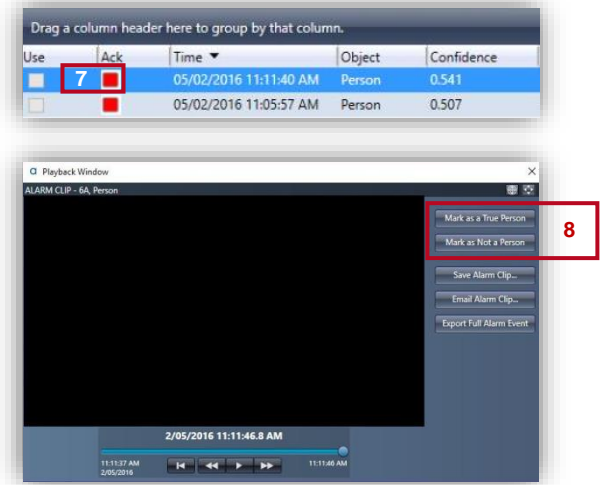 Drag a column header here to group by that column.
Use Ack Time ▼ Object Confidence
7 05/02/2016 11:11:40 AM Person 0.541
05/02/2016 11:05:57 AM Person 0.507
Playback Window
ALARM CLIP - 6A, Person
Mark as a True Person
Mark as Not a Person
8
Save Alarm Clip...
Email Alarm Clip...
Export Full Alarm Event
2/05/2016 11:11:46.8 AM
11:11:37 AM 11:11:46 AM
2/05/2016